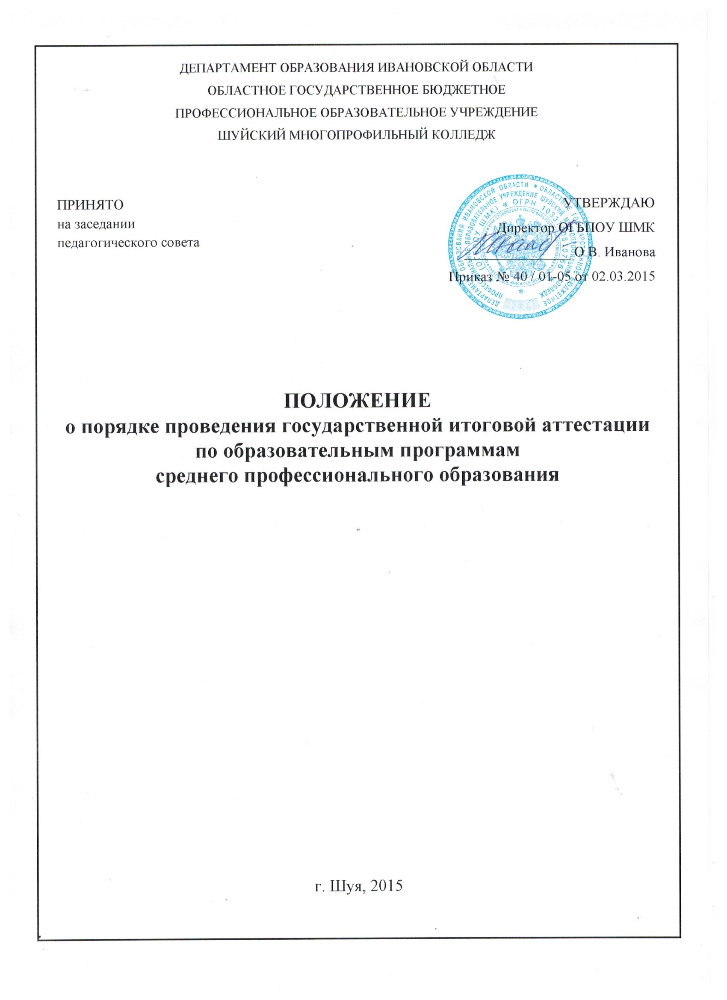 ДЕПАРТАМЕНТ ОБРАЗОВАНИЯ ИВАНОВСКОЙ ОБЛАСТИ
ОБЛАСТНОЕ ГОСУДАРСТВЕННОЕ БЮДЖЕТНОЕ
ПРОФЕССИОНАЛЬНОЕ ОБРАЗОВАТЕЛЬНОЕ УЧРЕЖДЕНИЕ
ШУЙСКИЙ МНОГОПРОФИЛЬНЫЙ КОЛЛЕДЖ
ПРИНЯТО
на заседании
педагогического совета
УТВЕРЖДАЮ
Директор ОГБПОУ ШМК
О.В. Иванова
Приказ № 40 / 01-05 от 02.03.2015
ДЕПАРТАМЕНТ ОБРАЗОВАНИЯ ИВАНОВСКОЙ ОБЛАСТИ * ОБЛАСТНОЕ ГОСУДАРСТВЕННОЕ БЮДЖЕТНОЕ
ПРОФЕССИОНАЛЬНОЕ ОБРАЗОВАТЕЛЬНОЕ УЧРЕЖДЕНИЕ ШУЙСКИЙ МНОГОПРОФИЛЬНЫЙ КОЛЛЕДЖ
(ОГБПОУ ШМК) * ОГРН
ПОЛОЖЕНИЕ
о порядке проведения государственной итоговой аттестации
по образовательным программам
среднего профессионального образования
г. Шуя, 2015